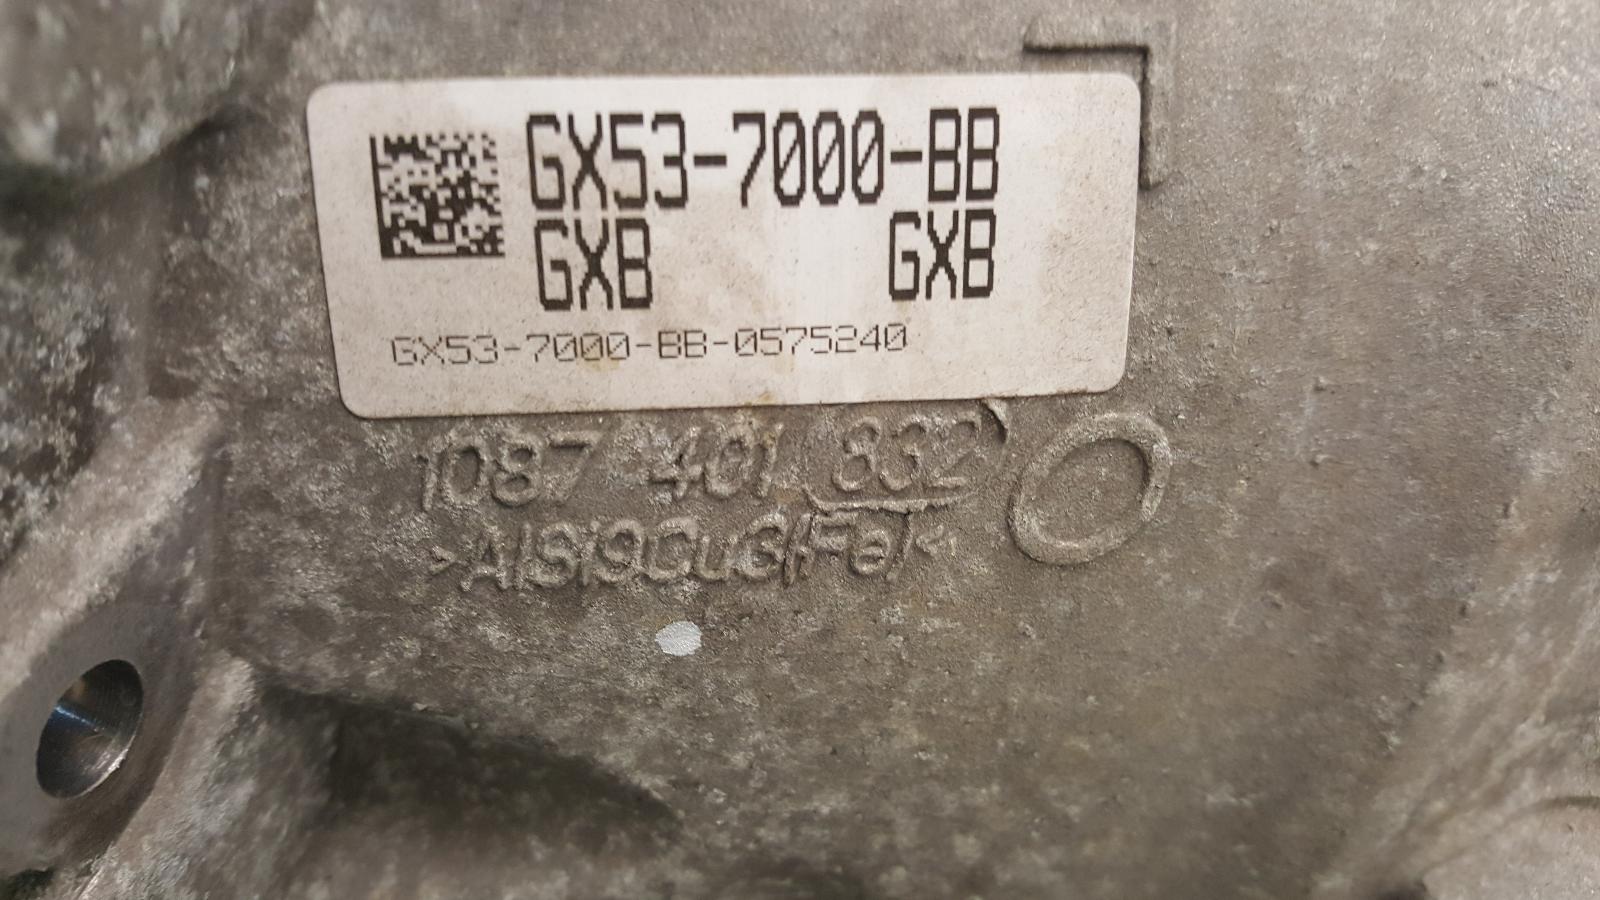 GX53-7000-BB
GXB GXB
GX53-7000-BB-0575240
1087 401 832
>AlSi9Cu3(Fe)<